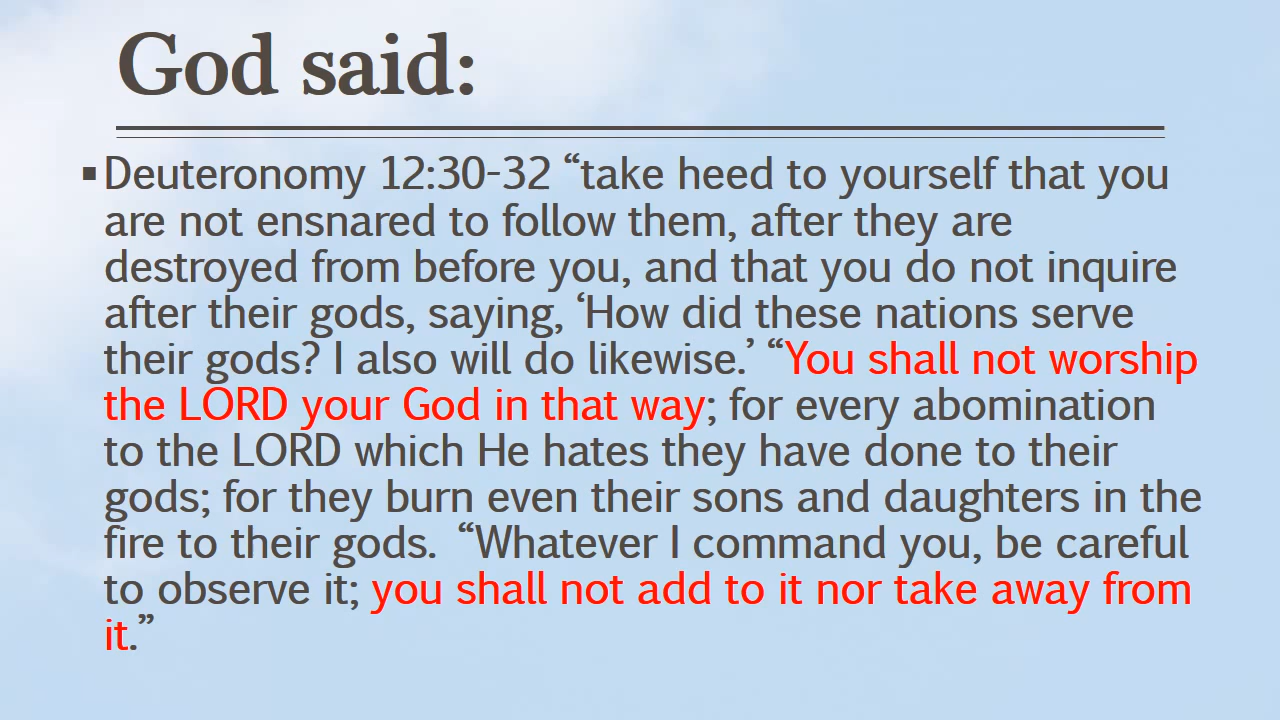 God said:
▪Deuteronomy 12:30-32 “take heed to yourself that you
are not ensnared to follow them, after they are
destroyed from before you, and that you do not inquire
after their gods, saying, ‘How did these nations serve
their gods? I also will do likewise.’ “You shall not worship
the LORD your God in that way; for every abomination
to the LORD which He hates they have done to their
gods; for they burn even their sons and daughters in the
fire to their gods.  “Whatever I command you, be careful
to observe it; you shall not add to it nor take away from
it.”